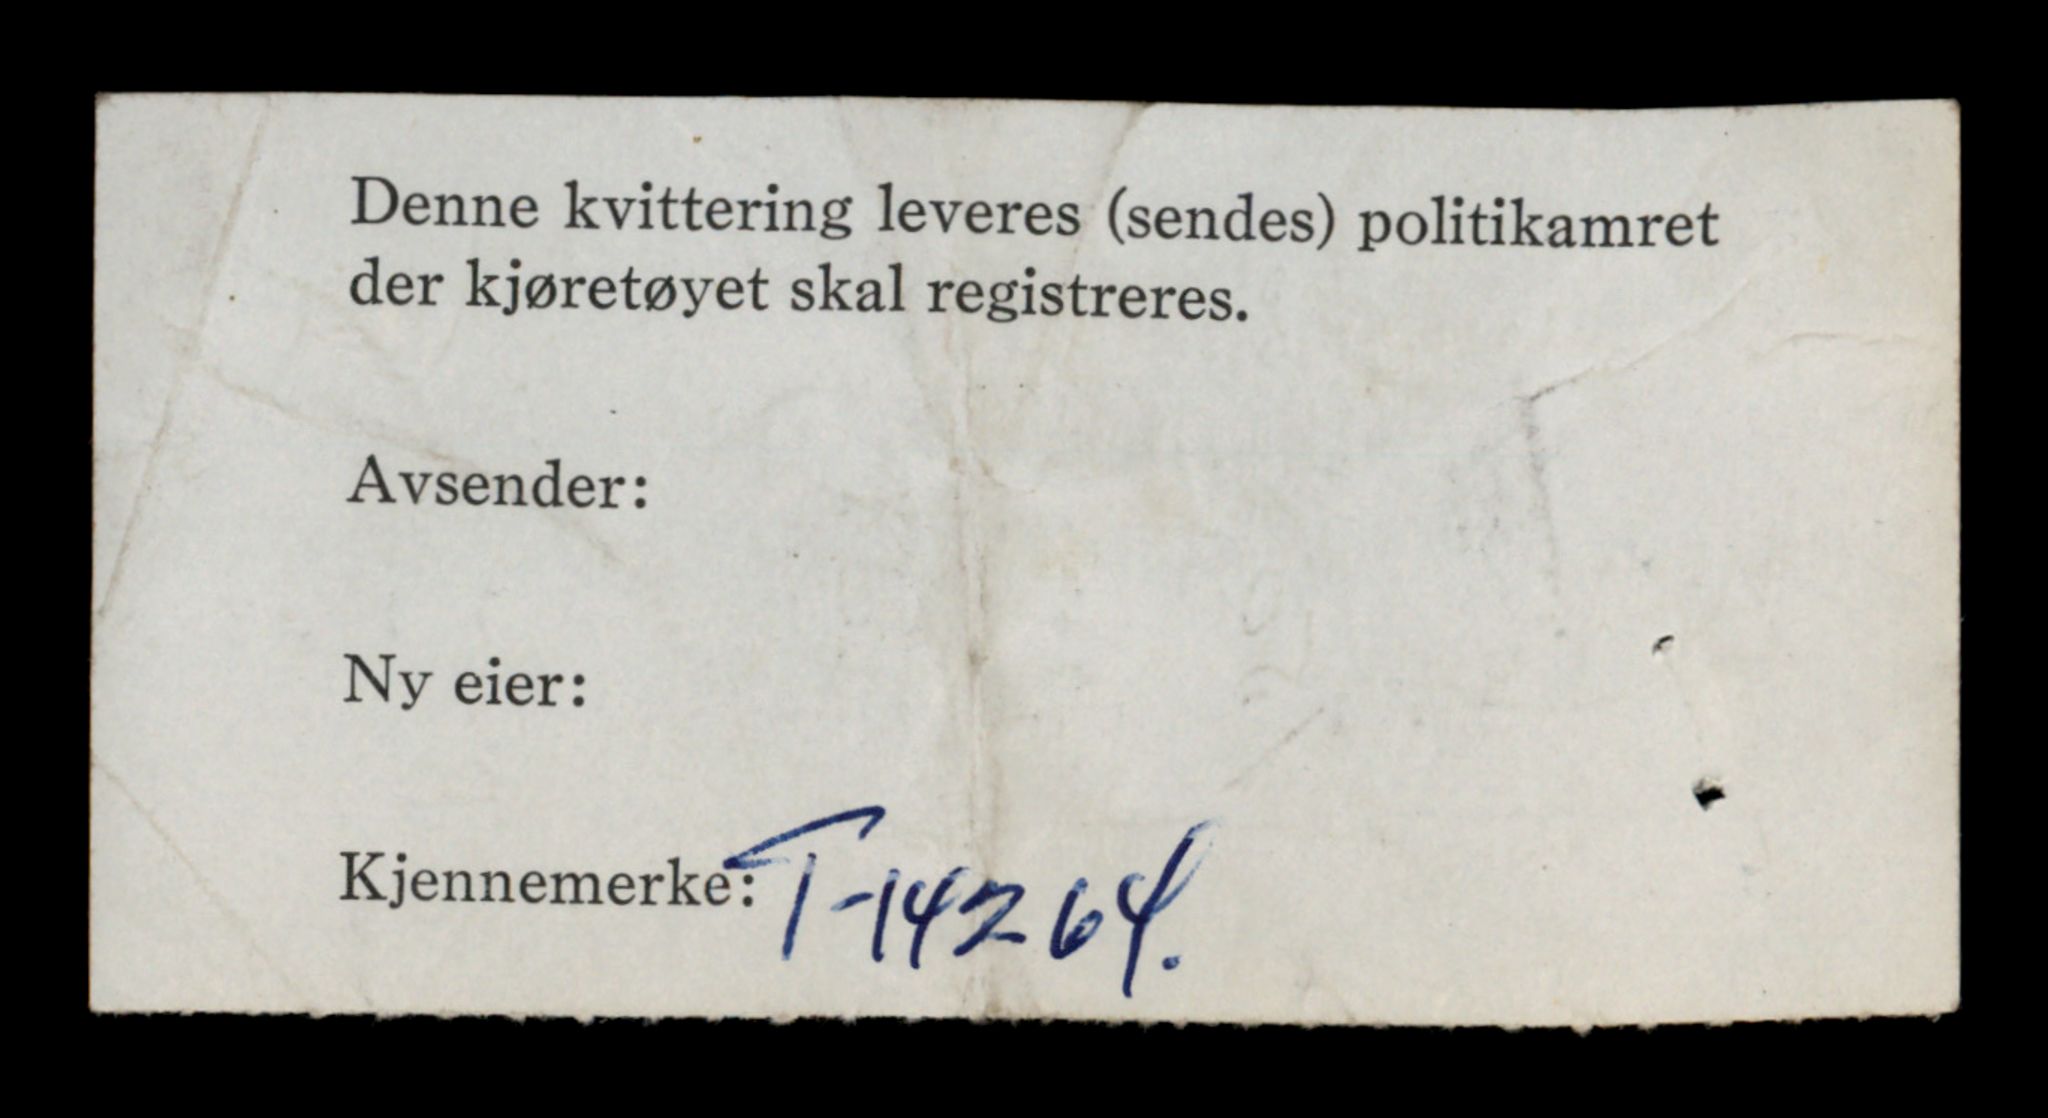 Denne kvittering leveres (sendes) politikamret
der kjøretøyet skal registreres.
Avsender:
Ny eier:
Kjennemerke: T-14264.